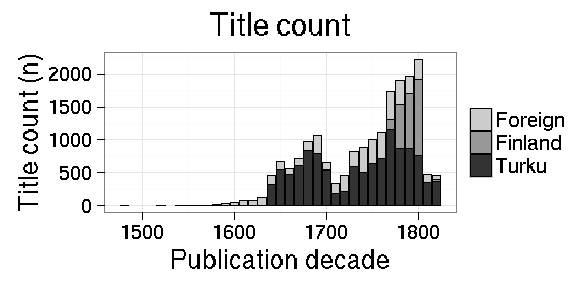 Title count
Title count (n)
2000
1500
1000
500
0
1500 1600 1700 1800
Publication decade
Foreign
Finland
Turku